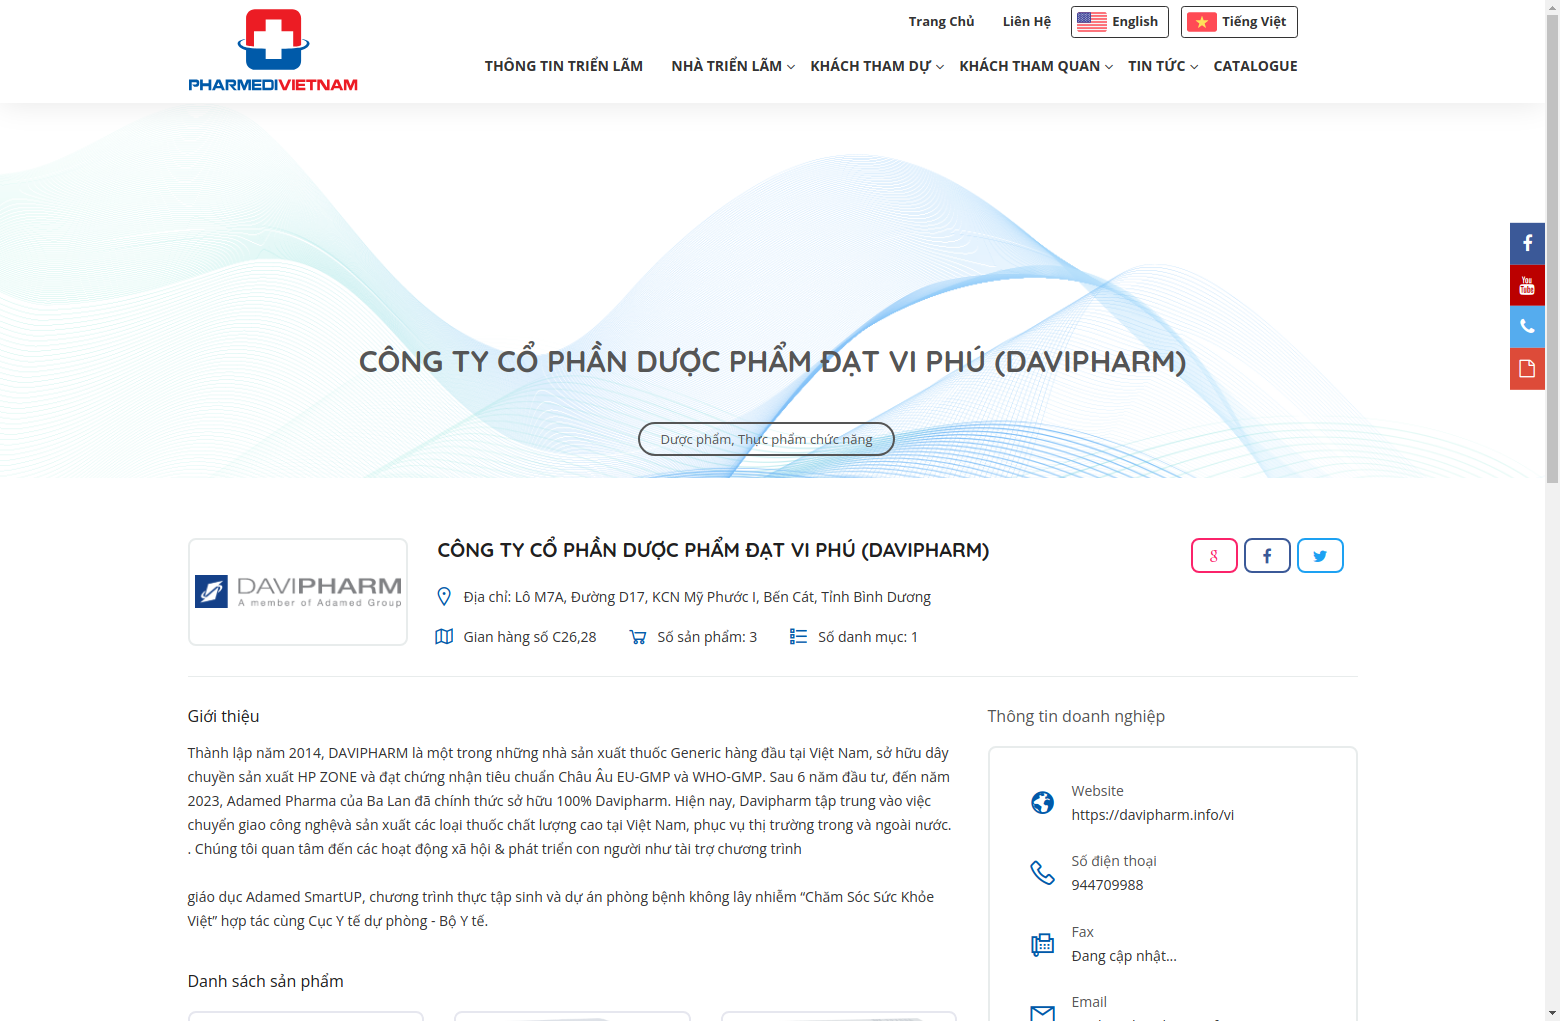 Trang Chủ
Liên Hệ
English
Tiếng Việt
PHARMEDIVIETNAM
THÔNG TIN TRIỂN LÃM
NHÀ TRIỂN LÃM
KHÁCH THAM DỰ
KHÁCH THAM QUAN
TIN TỨC
CATALOGUE
You
Tube
CÔNG TY CỔ PHẦN DƯỢC PHẨM ĐẠT VI PHÚ (DAVIPHARM)
Dược phẩm, Thực phẩm chức năng
DAVIPHARM
A member of Adamed Group
CÔNG TY CỔ PHẦN DƯỢC PHẨM ĐẠT VI PHÚ (DAVIPHARM)
Địa chỉ: Lô M7A, Đường D17, KCN Mỹ Phước I, Bến Cát, Tỉnh Bình Dương
Gian hàng số C26,28
Số sản phẩm: 3
Số danh mục: 1
Giới thiệu
Thành lập năm 2014, DAVIPHARM là một trong những nhà sản xuất thuốc Generic hàng đầu tại Việt Nam, sở hữu dây
chuyền sản xuất HP ZONE và đạt chứng nhận tiêu chuẩn Châu Âu EU-GMP và WHO-GMP. Sau 6 năm đầu tư, đến năm
2023, Adamed Pharma của Ba Lan đã chính thức sở hữu 100% Davipharm. Hiện nay, Davipharm tập trung vào việc
chuyển giao công nghệvà sản xuất các loại thuốc chất lượng cao tại Việt Nam, phục vụ thị trường trong và ngoài nước.
. Chúng tôi quan tâm đến các hoạt động xã hội & phát triển con người như tài trợ chương trình
giáo dục Adamed SmartUP, chương trình thực tập sinh và dự án phòng bệnh không lây nhiễm “Chăm Sóc Sức Khỏe
Việt” hợp tác cùng Cục Y tế dự phòng - Bộ Y tế.
Danh sách sản phẩm
Thông tin doanh nghiệp
Website
https://davipharm.info/vi
Số điện thoại
944709988
Fax
Đang cập nhật...
Email